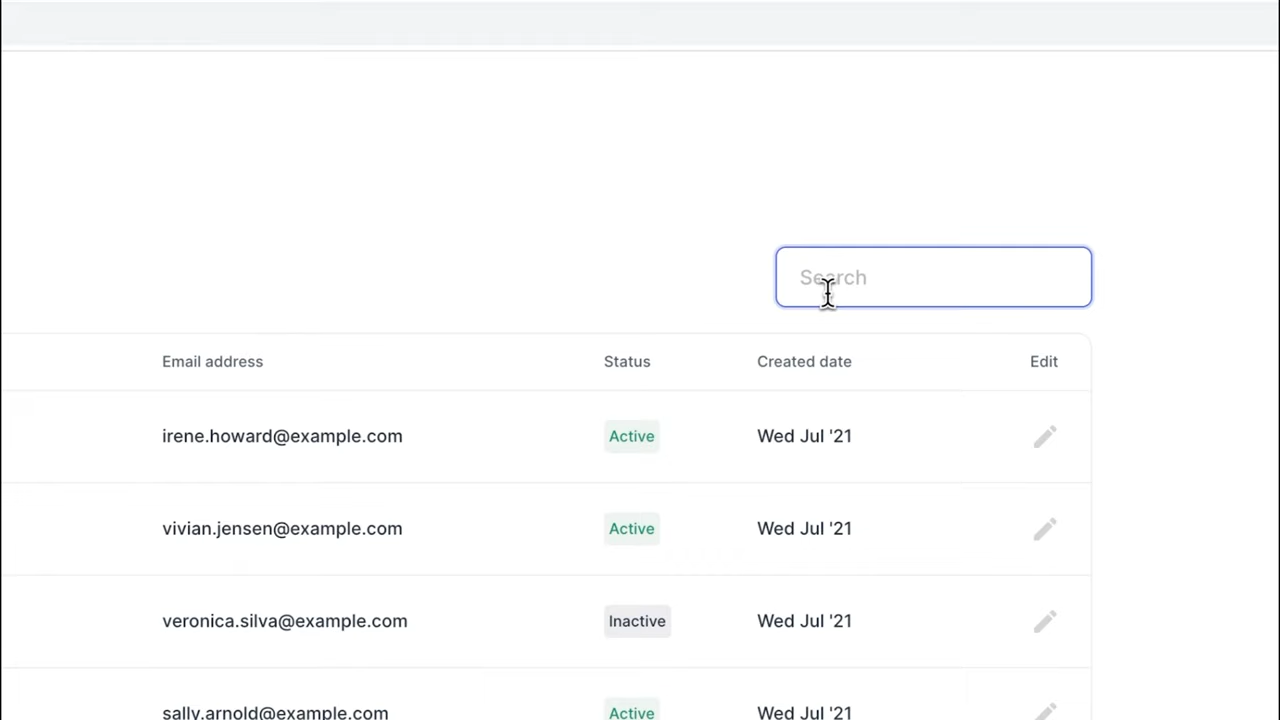 Search
Email address Status Created date Edit
irene.howard@example.com Active Wed Jul '21
vivian.jensen@example.com Active Wed Jul '21
veronica.silva@example.com Inactive Wed Jul '21
sally.arnold@example.com Active Wed Jul '21